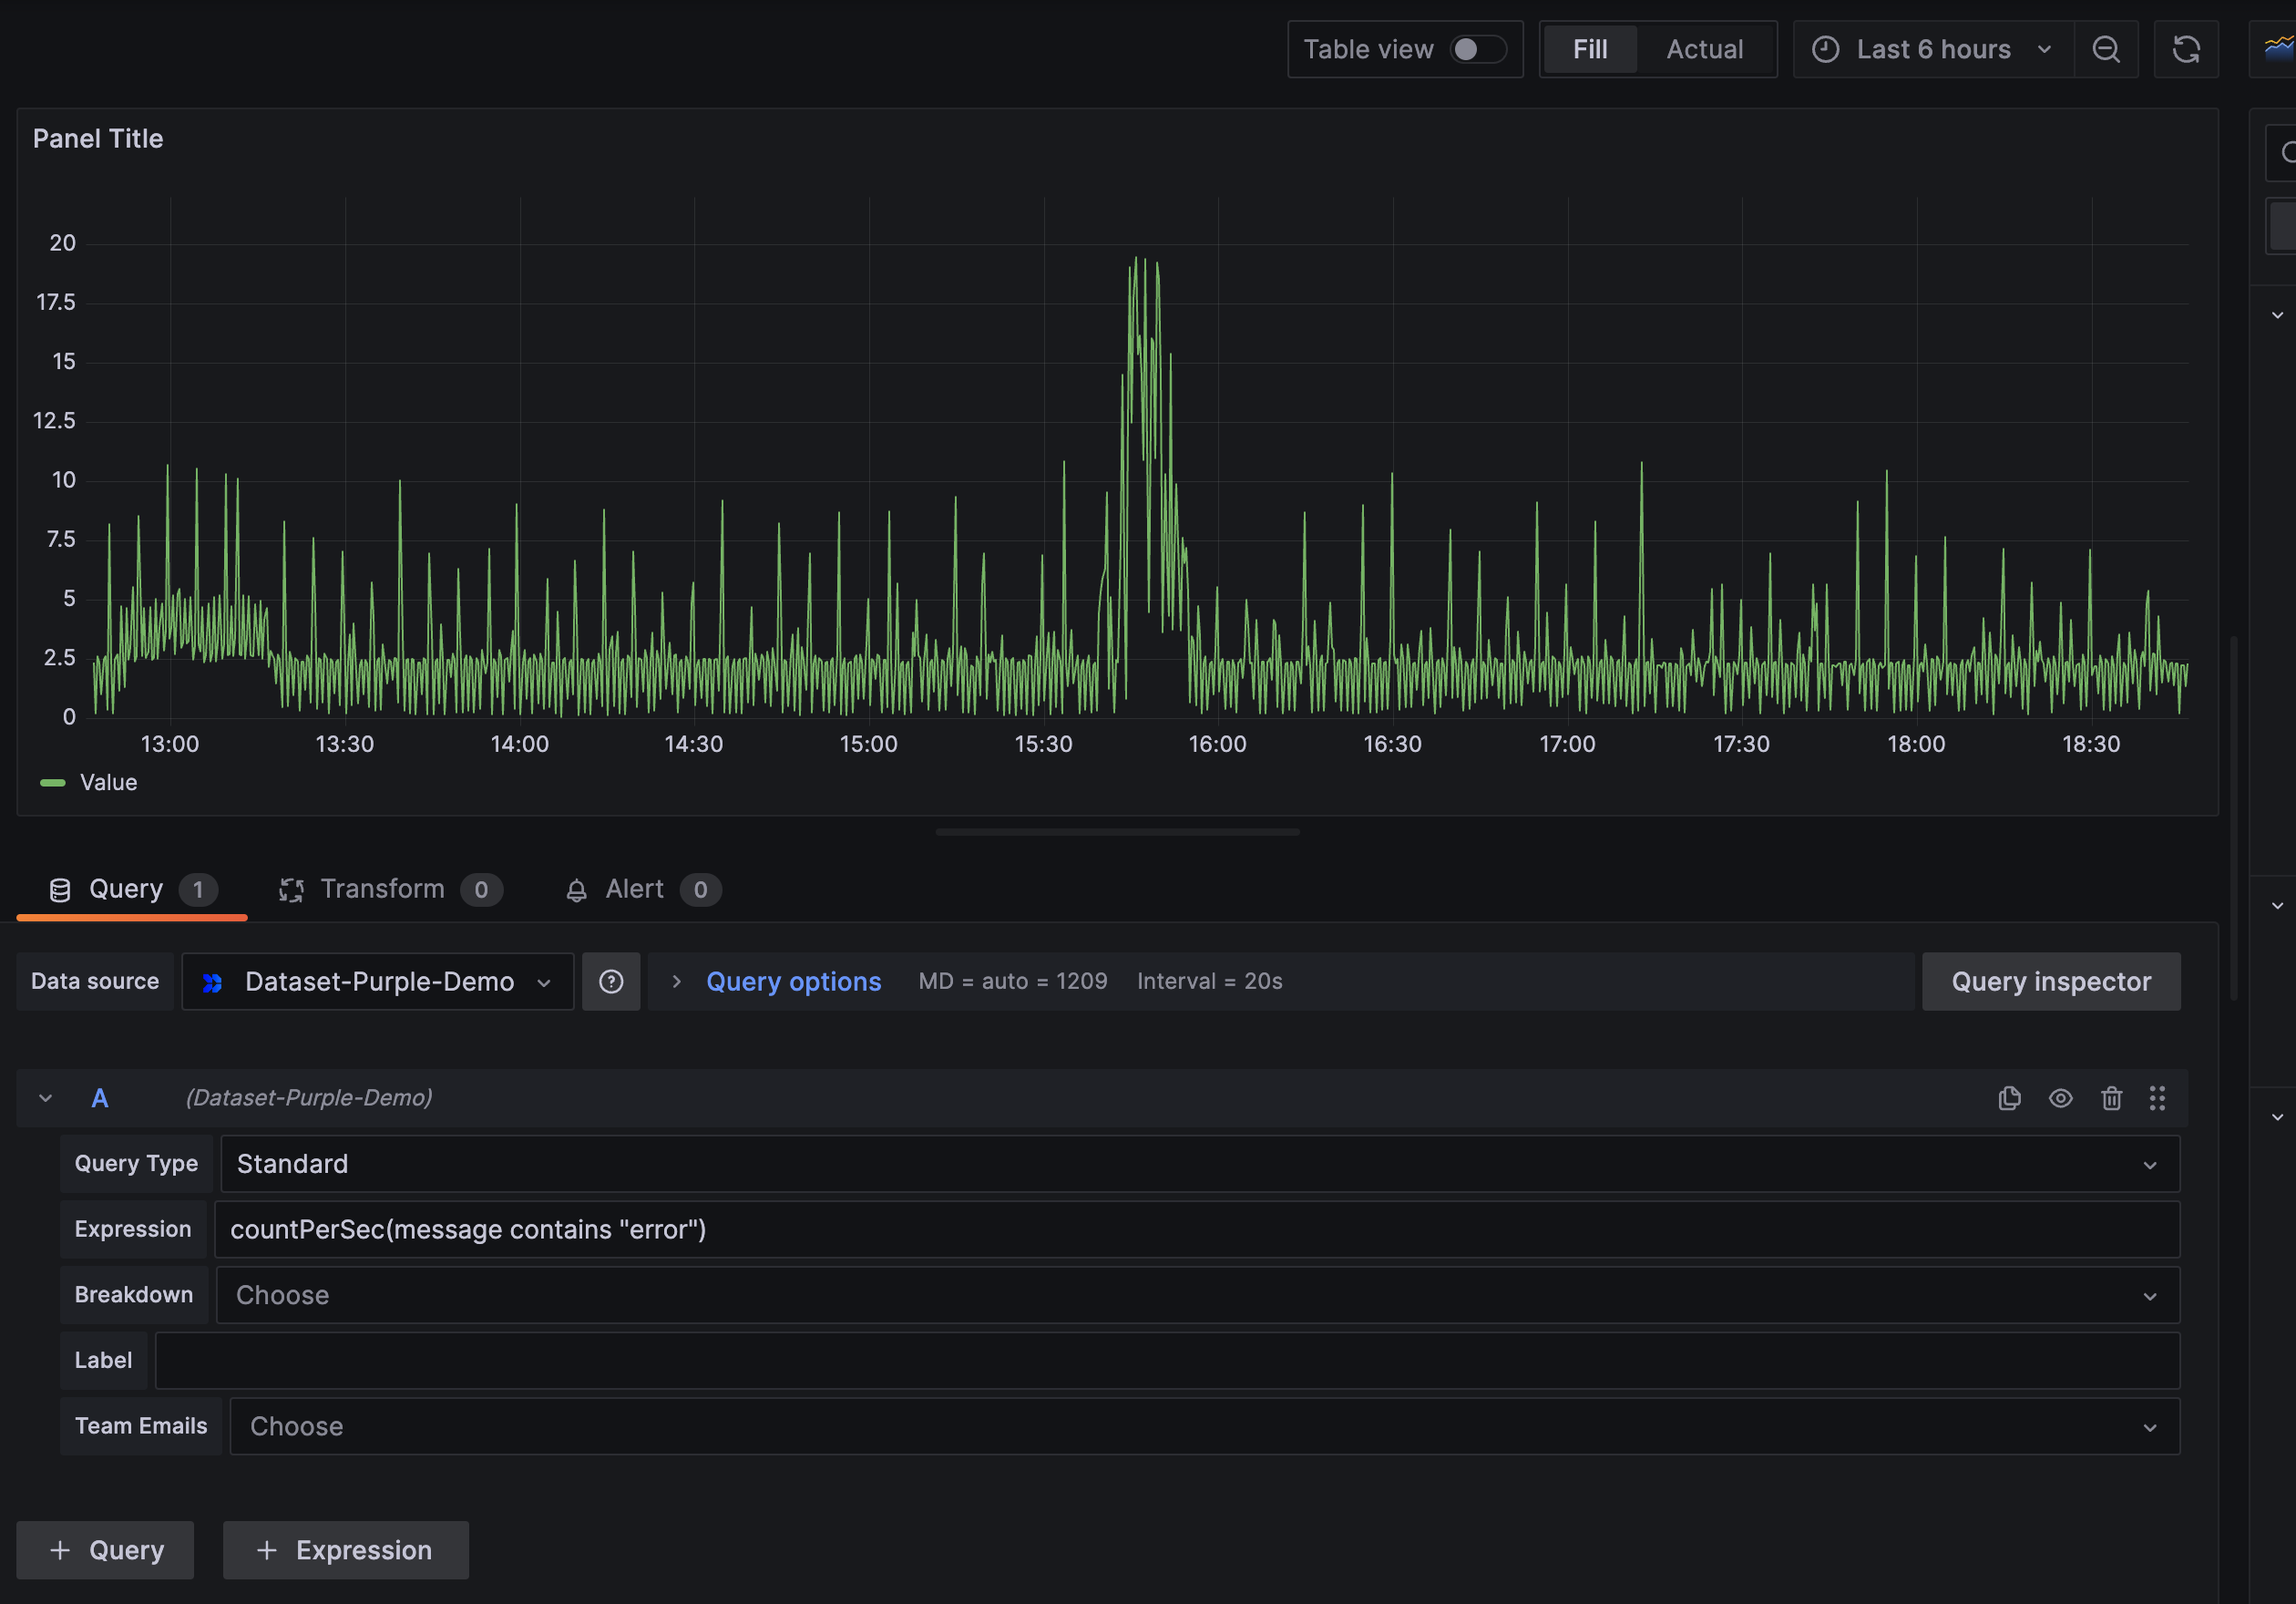 Table view Fill Actual Last 6 hours
Panel Title
20
17.5
15
12.5
10
7.5
5
2.5
0
13:00 13:30 14:00 14:30 15:00 15:30 16:00 16:30 17:00 17:30 18:00 18:30
Value
Query 1 Transform 0 Alert 0
Data source Dataset-Purple-Demo Query options MD = auto = 1209 Interval = 20s Query inspector
A (Dataset-Purple-Demo)
Query Type Standard
Expression countPerSec(message contains "error")
Breakdown Choose
Label
Team Emails Choose
+ Query + Expression